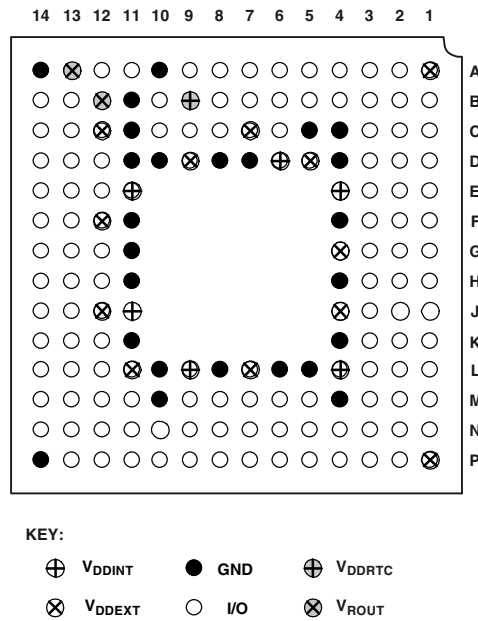 14 13 12 11 10 9 8 7 6 5 4 3 2 1
A
B
C
D
E
F
G
H
J
K
L
M
N
P
KEY:
VDDINT GND VDDRTC
VDDEXT I/O VROUT